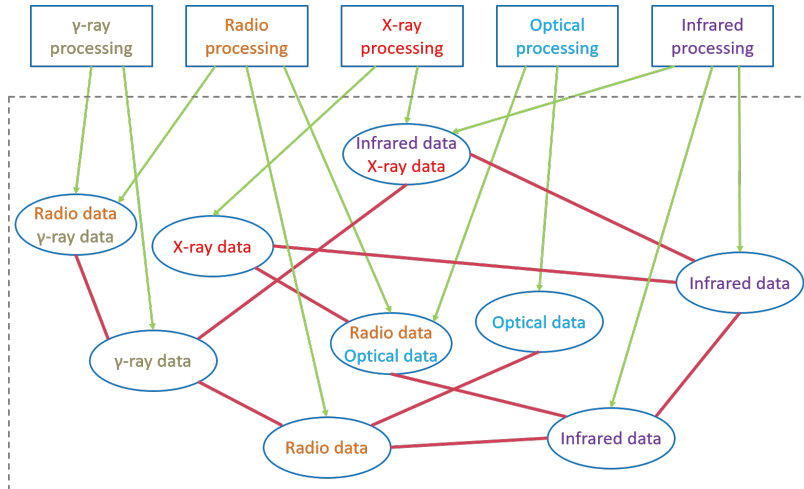 γ-ray
processing
Radio
processing
X-ray
processing
Optical
processing
Infrared
processing
Infrared data
X-ray data
Radio data
γ-ray data
X-ray data
Infrared data
Optical data
Radio data
Optical data
γ-ray data
Radio data
Infrared data